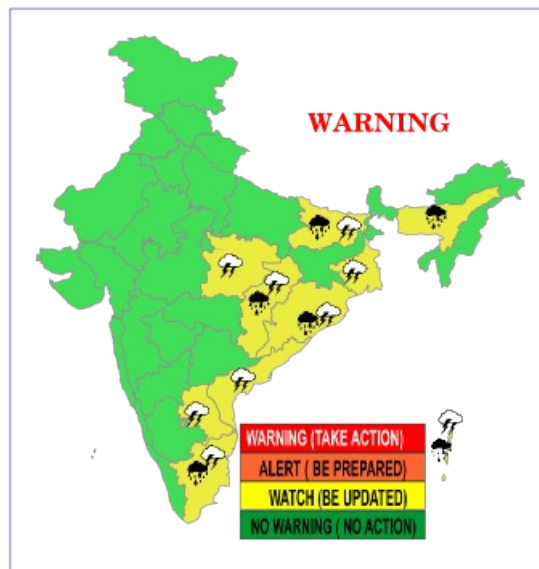 WARNING
WARNING (TAKE ACTION)
ALERT ( BE PREPARED)
WATCH (BE UPDATED)
NO WARNING ( NO ACTION)